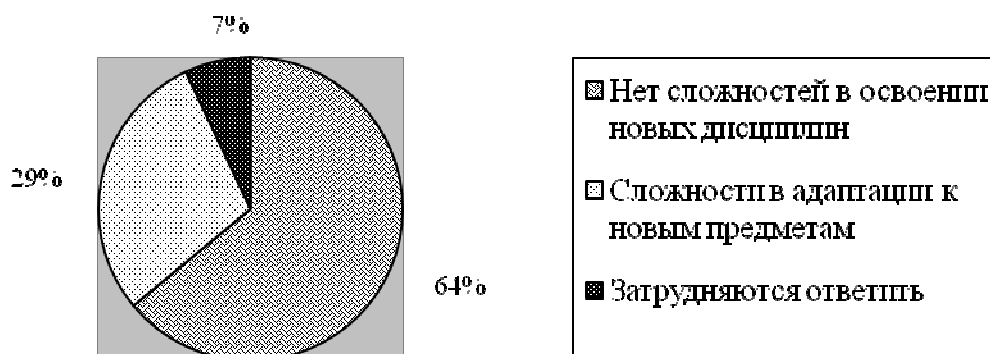 7%
29%
64%
Нет сложностей в освоении
новых дисциплин
Сложности в адаптации к
новым предметам
Затрудняются ответить